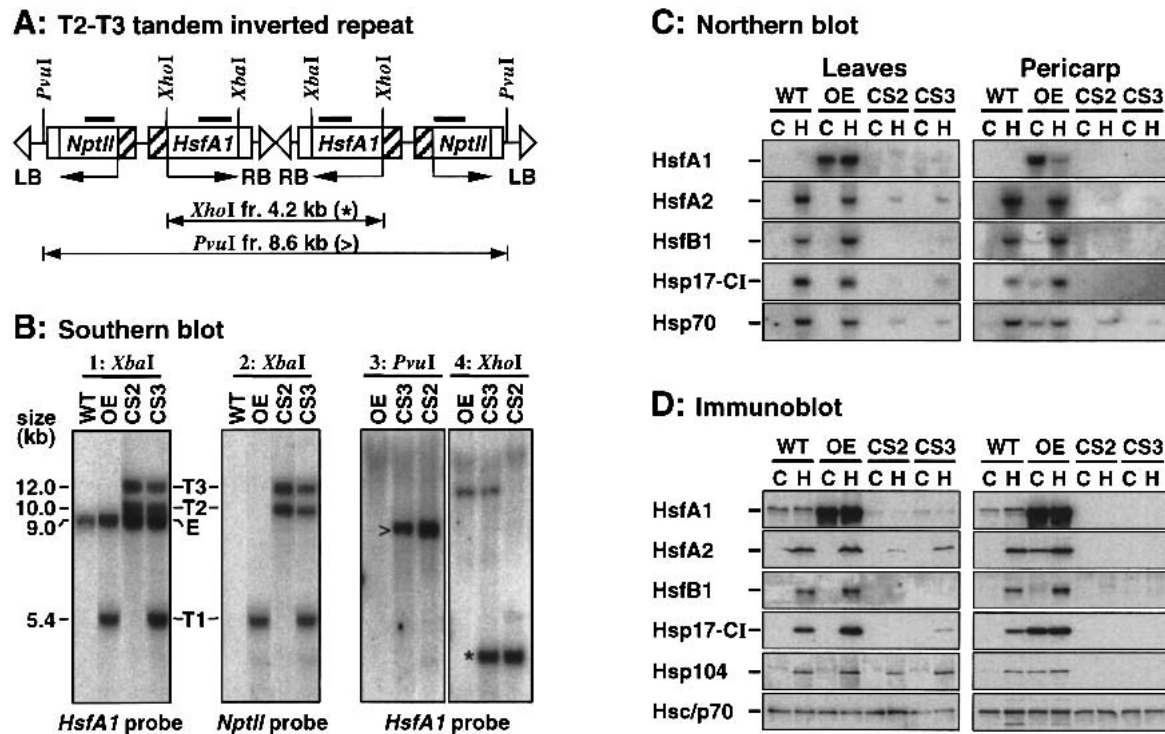 A: T2-T3 tandem inverted repeat
PvuI XhoI XbaI XbaI XhoI PvuI
NptII HsfA1 HsfA1 NptII
LB RB RB LB
XhoI fr. 4.2 kb (*)
PvuI fr. 8.6 kb (>)
B: Southern blot
1: XbaI 2: XbaI 3: PvuI 4: XhoI
size (kb)
WT OE CS2 CS3
WT OE CS2 CS3
OE CS3 CS2
OE CS3 CS2
12.0 T3
10.0 T2
9.0 E
5.4 T1
>
*
HsfA1 probe NptII probe HsfA1 probe
C: Northern blot
Leaves Pericarp
WT OE CS2 CS3 WT OE CS2 CS3
C H C H C H C H C H C H C H C H
HsfA1
HsfA2
HsfB1
Hsp17-CI
Hsp70
D: Immunoblot
WT OE CS2 CS3 WT OE CS2 CS3
C H C H C H C H C H C H C H C H
HsfA1
HsfA2
HsfB1
Hsp17-CI
Hsp104
Hsc/p70